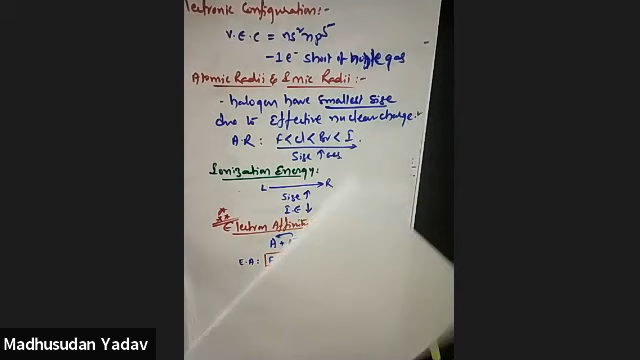 lectronic Configuration:-
V.E.C = ns²np⁵
-1e⁻ short of noble gas
Atomic Radii & Ionic Radii:-
- halogen have Smallest Size
due to Effective nuclear charge.
A.R: F < Cl < Br < I.
Size ↑ses
Ionization Energy:
L → R
Size ↑
I.E ↓
Electron Affinit
A +
E.A: F
Madhusudan Yadav